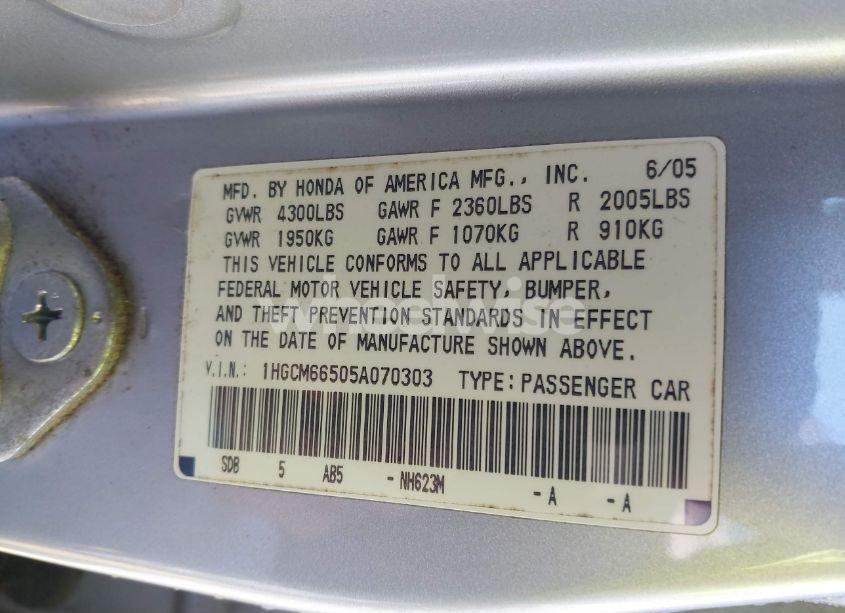 MFD. BY HONDA OF AMERICA MFG., INC. 6/05
GVWR 4300LBS GAWR F 2360LBS R 2005LBS
GVWR 1950KG GAWR F 1070KG R 910KG
THIS VEHICLE CONFORMS TO ALL APPLICABLE
FEDERAL MOTOR VEHICLE SAFETY, BUMPER,
AND THEFT PREVENTION STANDARDS IN EFFECT
ON THE DATE OF MANUFACTURE SHOWN ABOVE.
V.I.N.: 1HGCM66505A070303 TYPE: PASSENGER CAR
SDB 5 AB5 -NH623M -A -A
wheelwise